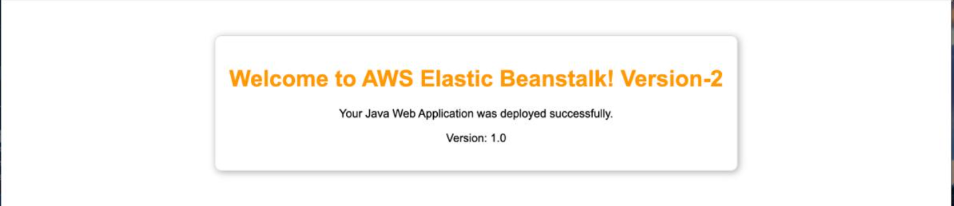 Welcome to AWS Elastic Beanstalk! Version-2
Your Java Web Application was deployed successfully.
Version: 1.0